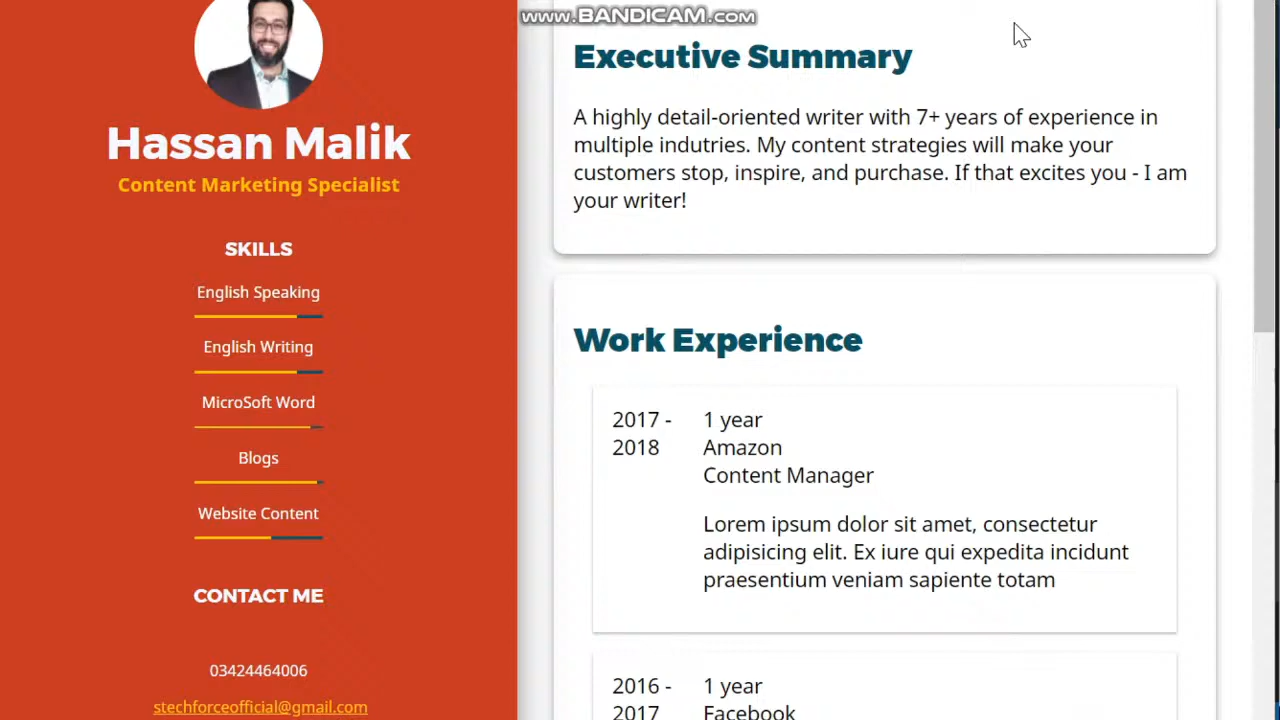 www.BANDICAM.com
Hassan Malik
Content Marketing Specialist
SKILLS
English Speaking
English Writing
MicroSoft Word
Blogs
Website Content
CONTACT ME
03424464006
stechforceofficial@gmail.com
Executive Summary
A highly detail-oriented writer with 7+ years of experience in
multiple indutries. My content strategies will make your
customers stop, inspire, and purchase. If that excites you - I am
your writer!
Work Experience
2017 - 1 year
2018 Amazon
Content Manager
Lorem ipsum dolor sit amet, consectetur
adipisicing elit. Ex iure qui expedita incidunt
praesentium veniam sapiente totam
2016 - 1 year
2017 Facebook